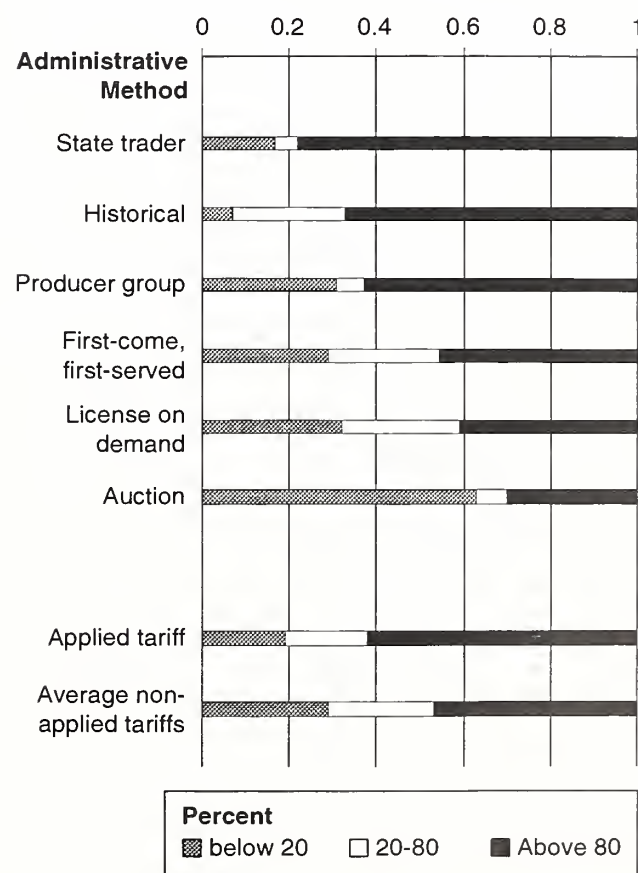 0 0.2 0.4 0.6 0.8 1
Administrative
Method
State trader
Historical
Producer group
First-come,
first-served
License on
demand
Auction
Applied tariff
Average non-
applied tariffs
Percent
below 20 20-80 Above 80